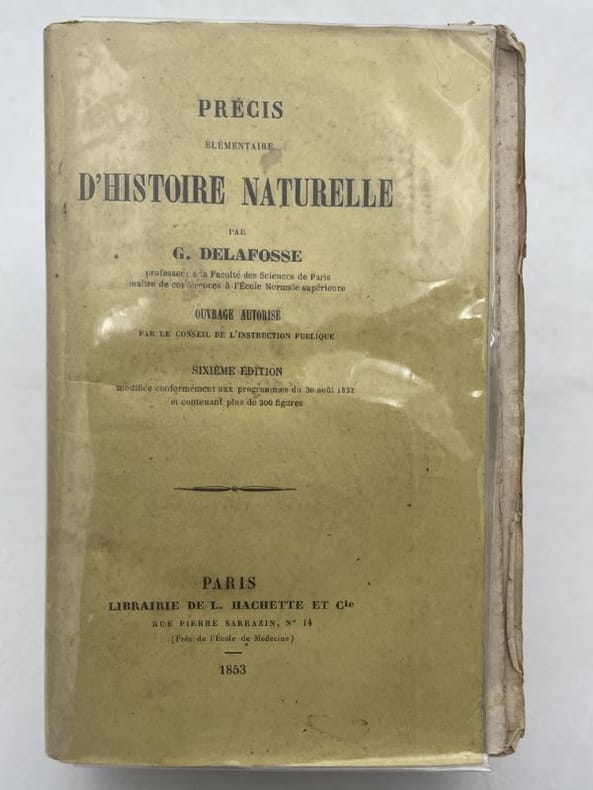 PRÉCIS
ÉLÉMENTAIRE
D'HISTOIRE NATURELLE
PAR
G. DELAFOSSE
professeur à la Faculté des Sciences de Paris
maître de conférences à l'École Normale supérieure
OUVRAGE AUTORISÉ
PAR LE CONSEIL DE L'INSTRUCTION PUBLIQUE
SIXIÈME ÉDITION
modifiée conformément aux programmes du 30 août 1852
et contenant plus de 300 figures
PARIS
LIBRAIRIE DE L. HACHETTE ET Cie
RUE PIERRE SARRAZIN, N° 14
(Près de l'École de Médecine)
1853